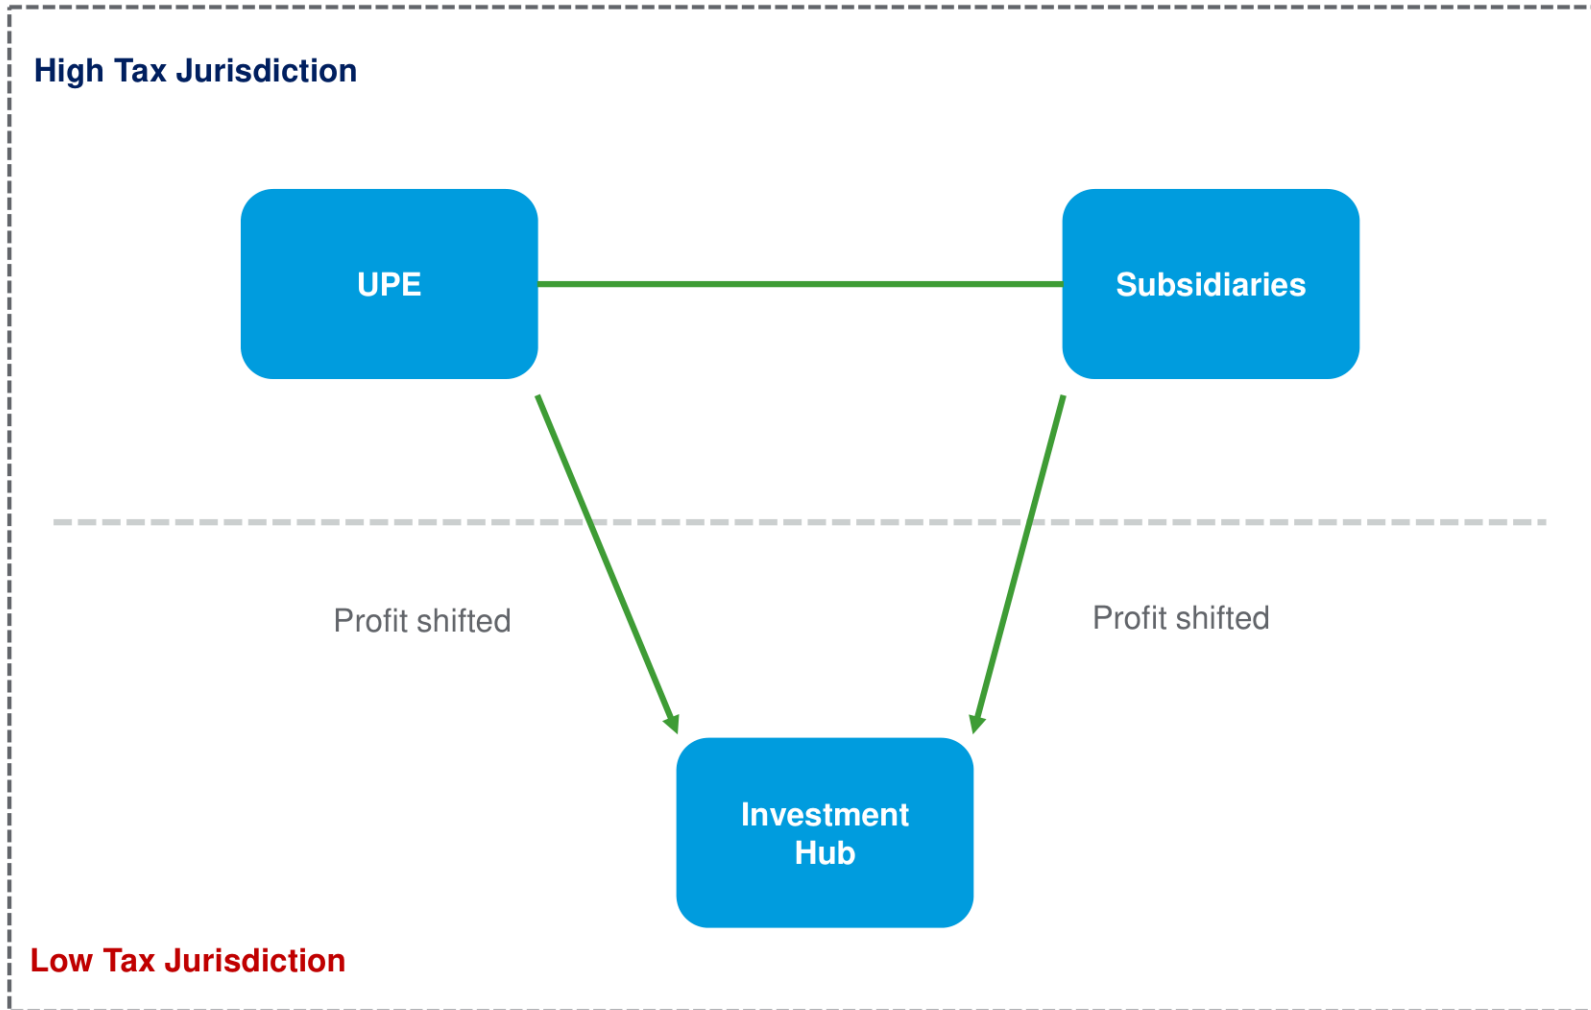 High Tax Jurisdiction
UPE
Subsidiaries
Profit shifted
Profit shifted
Investment
Hub
Low Tax Jurisdiction